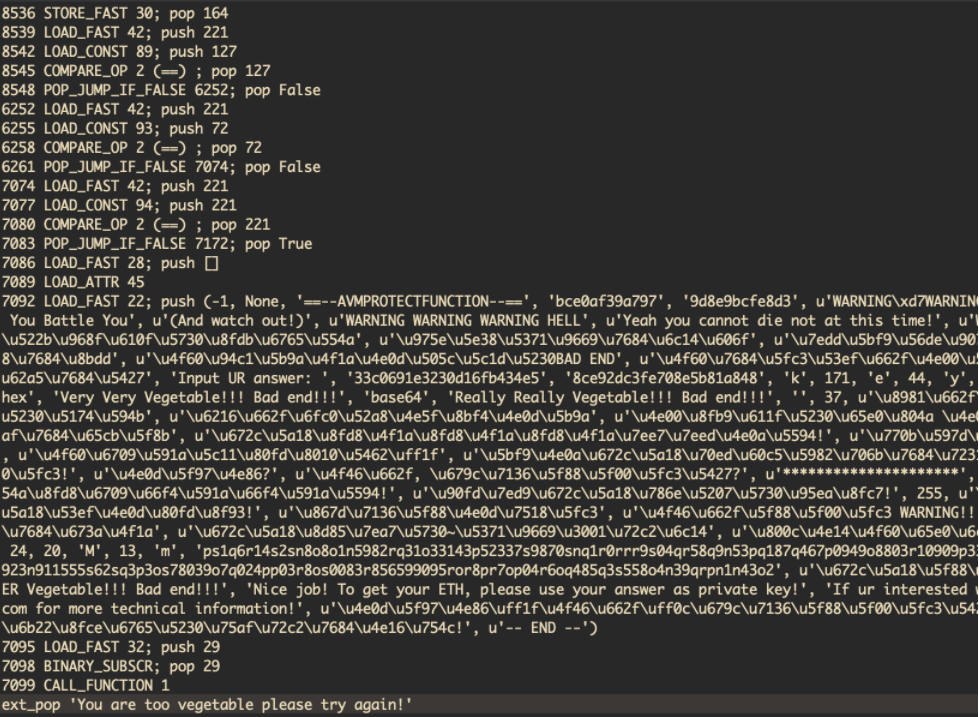 8536 STORE_FAST 30; pop 164
8539 LOAD_FAST 42; push 221
8542 LOAD_CONST 89; push 127
8545 COMPARE_OP 2 (==) ; pop 127
8548 POP_JUMP_IF_FALSE 6252; pop False
6252 LOAD_FAST 42; push 221
6255 LOAD_CONST 93; push 72
6258 COMPARE_OP 2 (==) ; pop 72
6261 POP_JUMP_IF_FALSE 7074; pop False
7074 LOAD_FAST 42; push 221
7077 LOAD_CONST 94; push 221
7080 COMPARE_OP 2 (==) ; pop 221
7083 POP_JUMP_IF_FALSE 7172; pop True
7086 LOAD_FAST 28; push []
7089 LOAD_ATTR 45
7092 LOAD_FAST 22; push (-1, None, '==--AVMPROTECTFUNCTION--==', 'bce0af39a797', '9d8e9bcfe8d3', u'WARNING\xd7WARNING
You Battle You', u'(And watch out!)', u'WARNING WARNING WARNING HELL', u'Yeah you cannot die not at this time!', u'
\u522b\u968f\u610f\u5730\u8fdb\u6765\u554a', u'\u975e\u5e38\u5371\u9669\u7684\u6c14\u606f', u'\u7edd\u5bf9\u56de\u90
8\u7684\u8bdd', u'\u4f60\u94c1\u5b9a\u4f1a\u4e0d\u505c\u5c1d\u5230BAD END', u'\u4f60\u7684\u5fc3\u53ef\u662f\u4e00\u
u62a5\u7684\u5427', 'Input UR answer: ', '33c0691e3230d16fb434e5', '8ce92dc3fe708e5b81a848', 'k', 171, 'e', 44, 'y'
hex', 'Very Very Vegetable!!! Bad end!!!', 'base64', 'Really Really Vegetable!!! Bad end!!!', '', 37, u'\u8981\u662f
\u5230\u5174\u594b', u'\u6216\u662f\u6fc0\u52a8\u4e5f\u8bf4\u4e0d\u5b9a', u'\u4e00\u8fb9\u611f\u5230\u65e0\u804a \u4e0
af\u7684\u65cb\u5f8b', u'\u672c\u5a18\u8fd8\u4f1a\u8fd8\u4f1a\u8fd8\u4f1a\u7ee7\u7eed\u4e0a\u5594!', u'\u770b\u597d\u
, u'\u4f60\u6709\u591a\u5c11\u80fd\u8010\u5462\uff1f', u'\u5bf9\u4e0a\u672c\u5a18\u70ed\u60c5\u5982\u706b\u7684\u723
0\u5fc3!', u'\u4e0d\u5f97\u4e86?', u'\u4f46\u662f, \u679c\u7136\u5f88\u5f00\u5fc3\u5427?', u'*********************'
54a\u8fd8\u6709\u66f4\u591a\u66f4\u591a\u5594!', u'\u90fd\u7ed9\u672c\u5a18\u786e\u5207\u5730\u95ea\u8fc7!', 255, u'
u5a18\u53ef\u4e0d\u80fd\u8f93!', u'\u867d\u7136\u5f88\u4e0d\u7518\u5fc3', u'\u4f46\u662f\u5f88\u5f00\u5fc3 WARNING!!
\u7684\u673a\u4f1a', u'\u672c\u5a18\u8d85\u7ea7\u5730~\u5371\u9669\u3001\u72c2\u6c14', u'\u800c\u4e14\u4f60\u65e0\u6
24, 20, 'M', 13, 'm', 'ps1q6r14s2sn8o8o1n5982rq31o33143p52337s9870snq1r0rrr9s04qr58q9n53pq187q467p0949o8803r10909p3
923n911555s62sq3p3os78039o7q024pp03r8os0083r856599095ror8pr7op04r6oq485q3s558o4n39qrpn1n43o2', u'\u672c\u5a18\u5f88\
ER Vegetable!!! Bad end!!!', 'Nice job! To get your ETH, please use your answer as private key!', 'If ur interested
com for more technical information!', u'\u4e0d\u5f97\u4e86\uff1f\u4f46\u662f\uff0c\u679c\u7136\u5f88\u5f00\u5fc3\u542
\u6b22\u8fce\u6765\u5230\u75af\u72c2\u7684\u4e16\u754c!', u'-- END --')
7095 LOAD_FAST 32; push 29
7098 BINARY_SUBSCR; pop 29
7099 CALL_FUNCTION 1
ext_pop 'You are too vegetable please try again!'